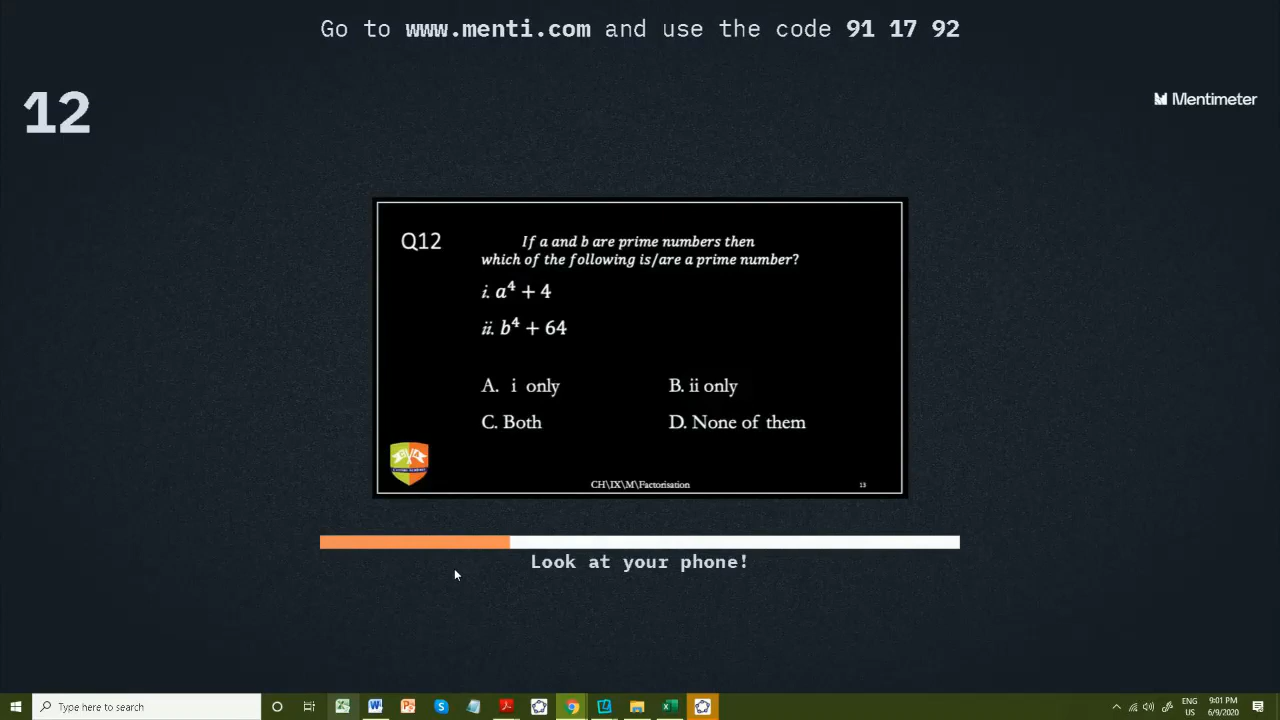 Go to www.menti.com and use the code 91 17 92
12
Mentimeter
Q12
If a and b are prime numbers then
which of the following is/are a prime number?
i. a⁴ + 4
ii. b⁴ + 64
A. i only
B. ii only
C. Both
D. None of them
CH\IX\M\Factorisation
13
Look at your phone!
Type here to search
ENG
US
9:01 PM
6/9/2020